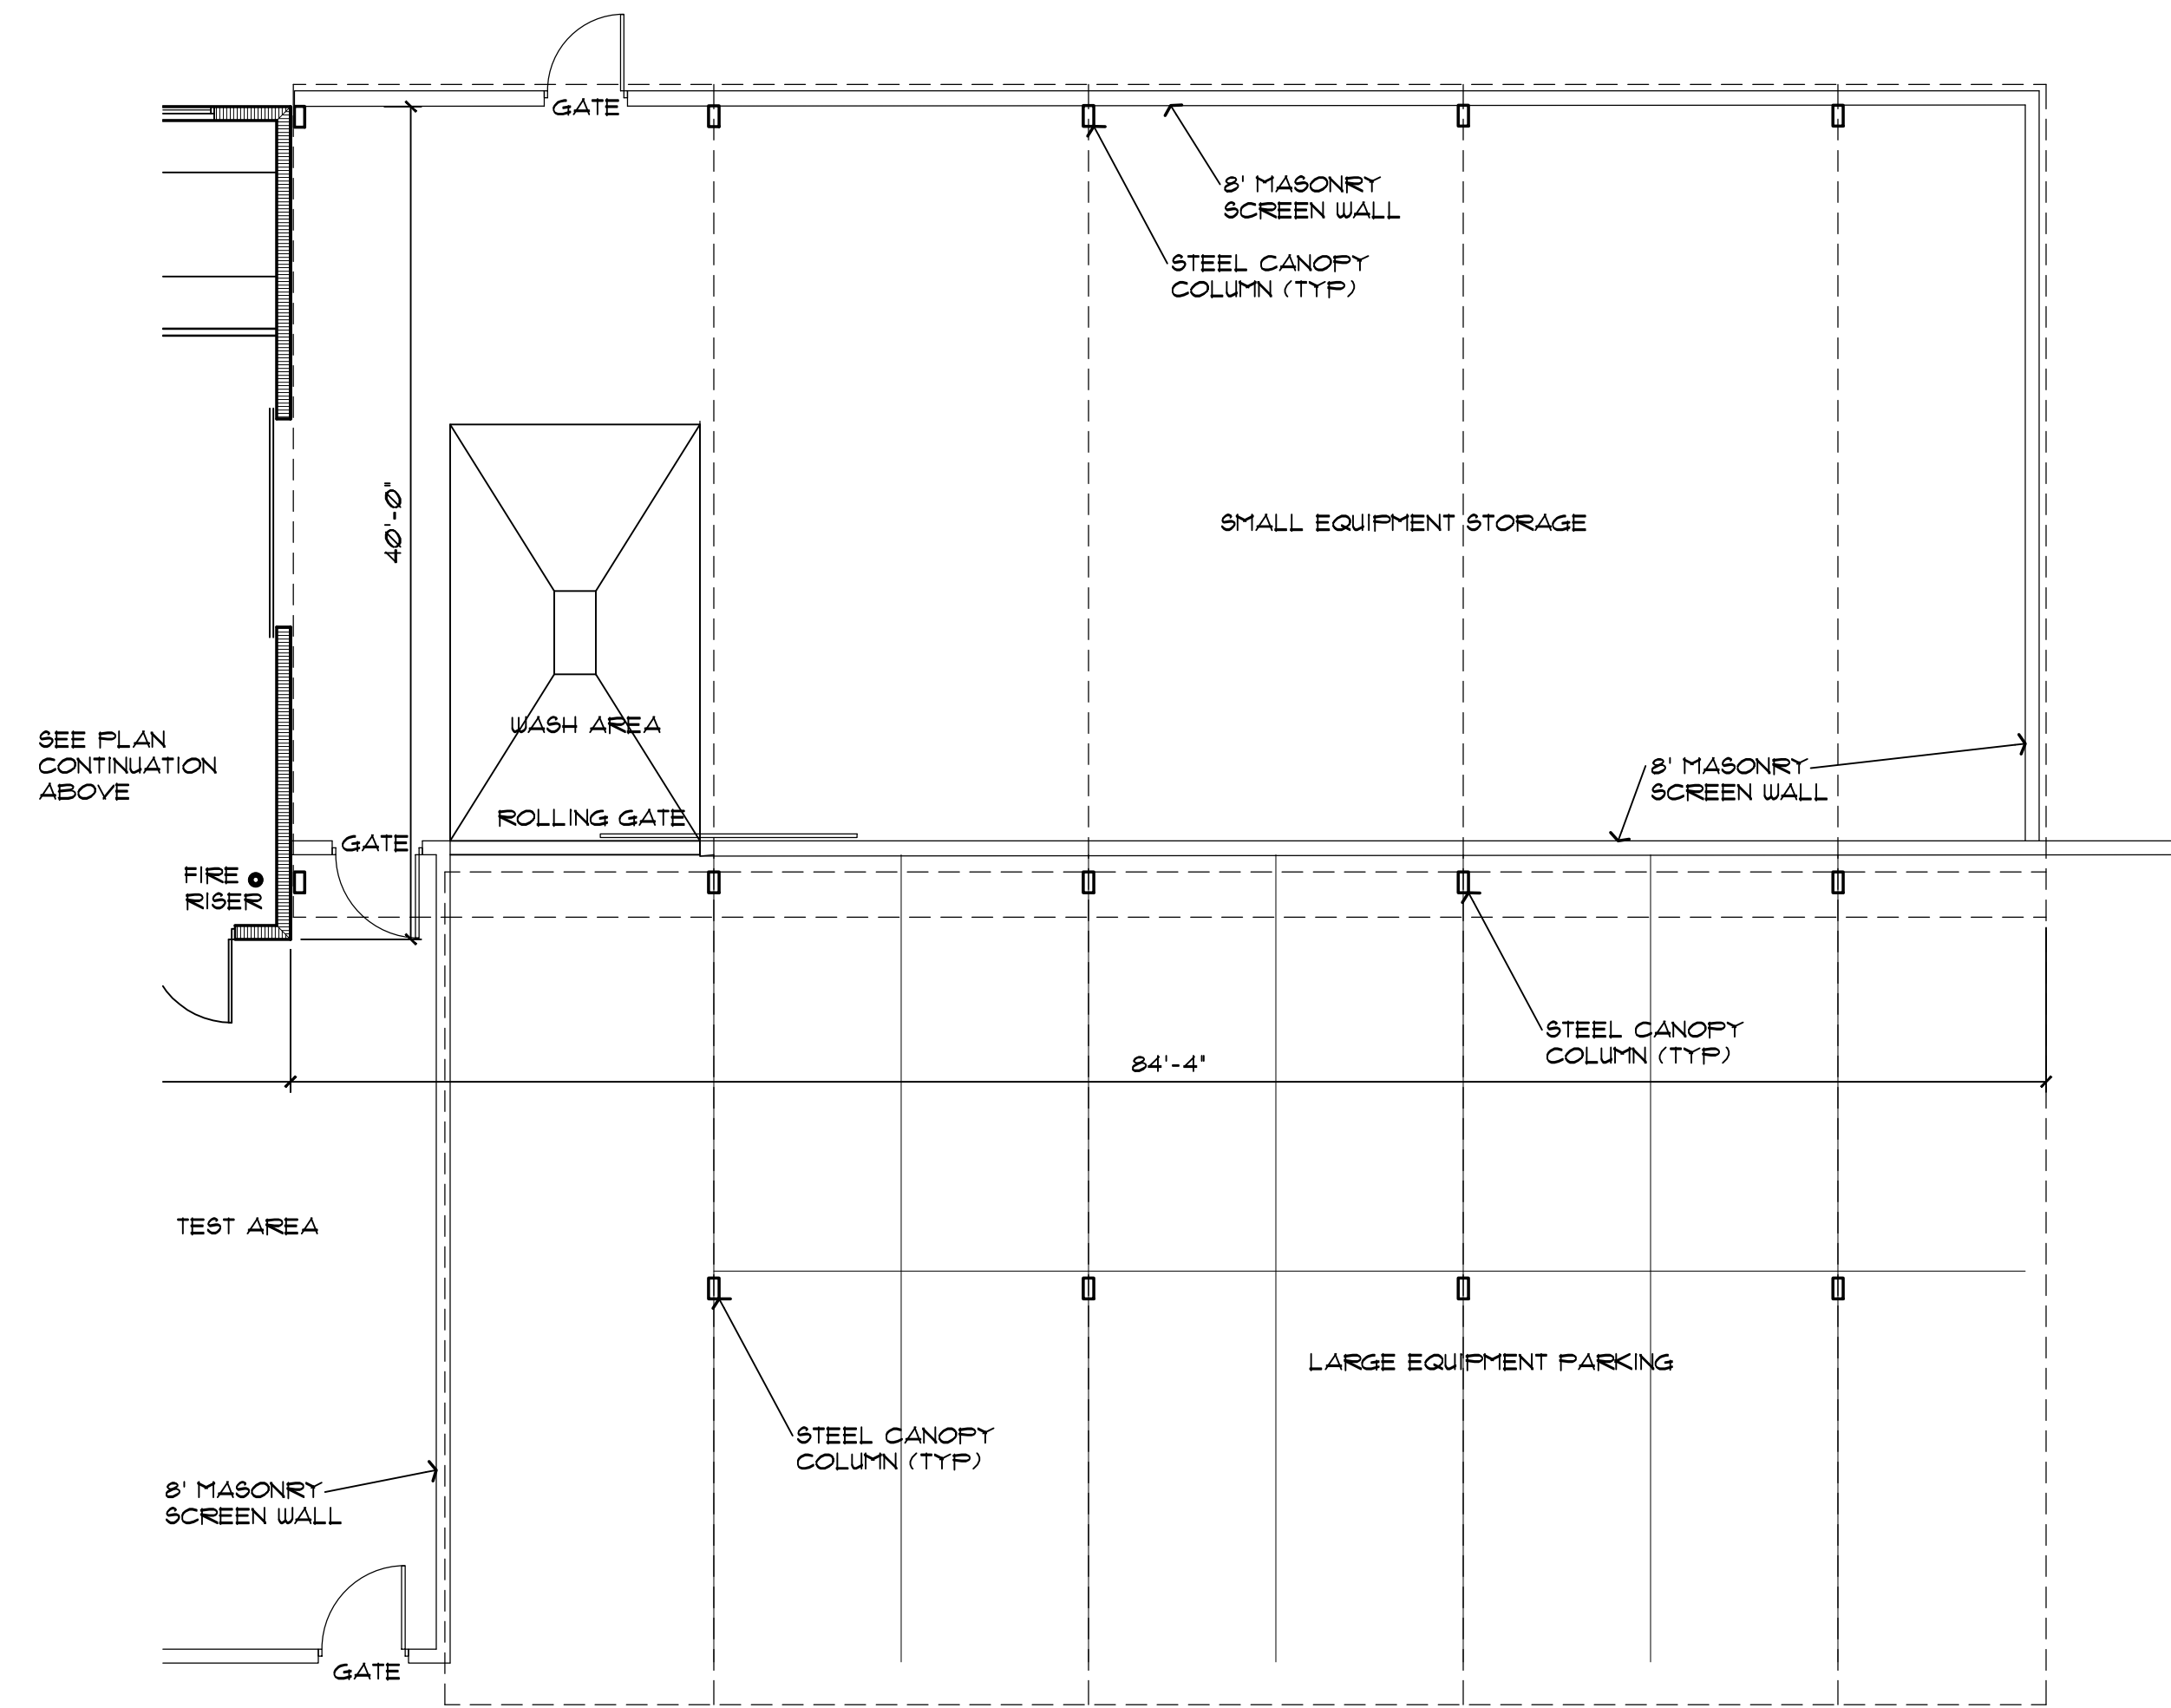 GATE
8' MASONRY
SCREEN WALL
STEEL CANOPY
COLUMN (TYP)
40'-0"
SMALL EQUIPMENT STORAGE
WASH AREA
SEE PLAN
CONTINUATION
ABOVE
8' MASONRY
SCREEN WALL
ROLLING GATE
GATE
FIRE
RISER
STEEL CANOPY
COLUMN (TYP)
84'-4"
TEST AREA
LARGE EQUIPMENT PARKING
STEEL CANOPY
COLUMN (TYP)
8' MASONRY
SCREEN WALL
GATE